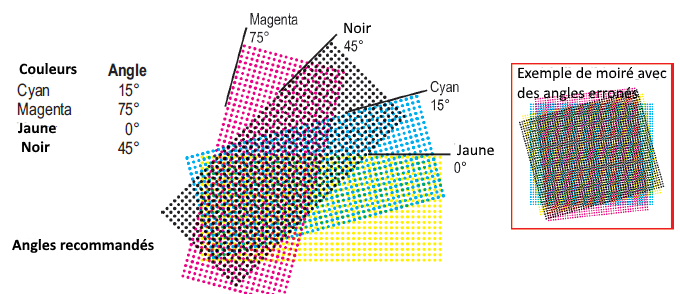 Magenta
75°
Noir
45°
Cyan
15°
Jaune
0°
Couleurs Angle
Cyan 15°
Magenta 75°
Jaune 0°
Noir 45°
Angles recommandés
Exemple de moiré avec
des angles erronés